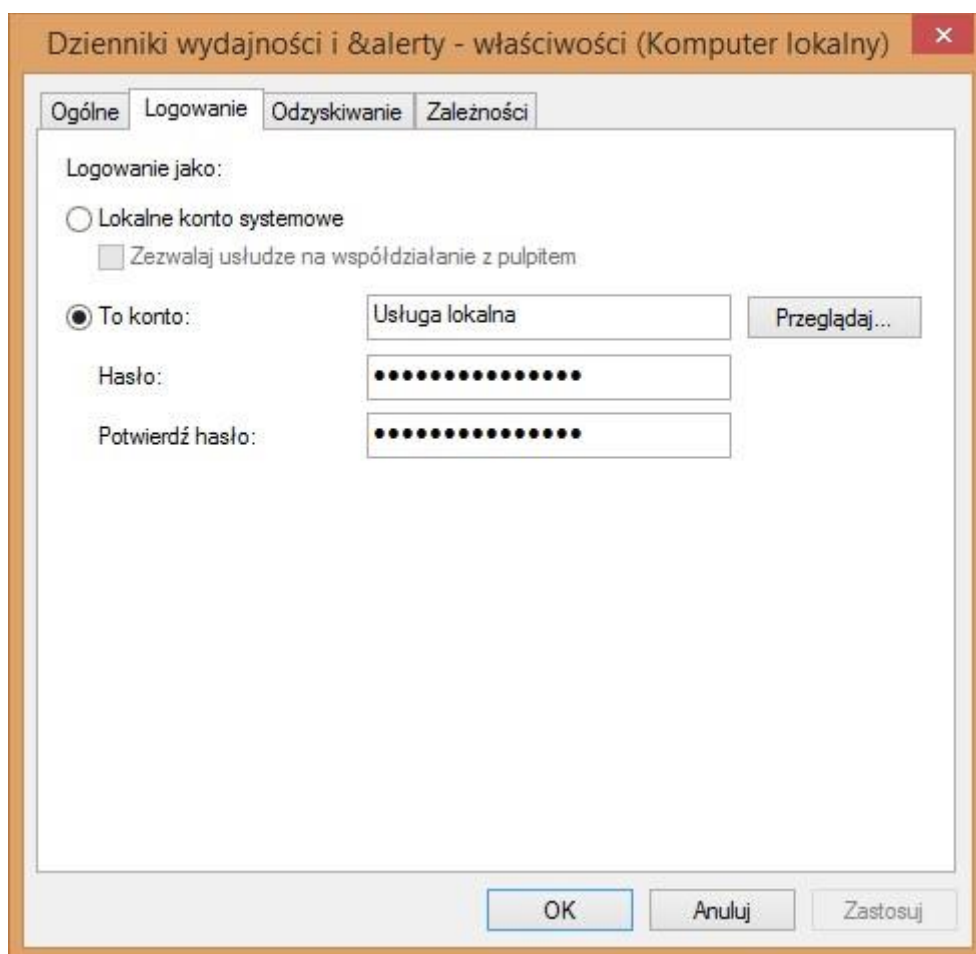 Dzienniki wydajności i &alerty - właściwości (Komputer lokalny)
Ogólne Logowanie Odzyskiwanie Zależności
Logowanie jako:
Lokalne konto systemowe
Zezwalaj usłudze na współdziałanie z pulpitem
To konto: Usługa lokalna Przeglądaj...
Hasło: •••••••••••••••
Potwierdź hasło: •••••••••••••••
OK Anuluj Zastosuj